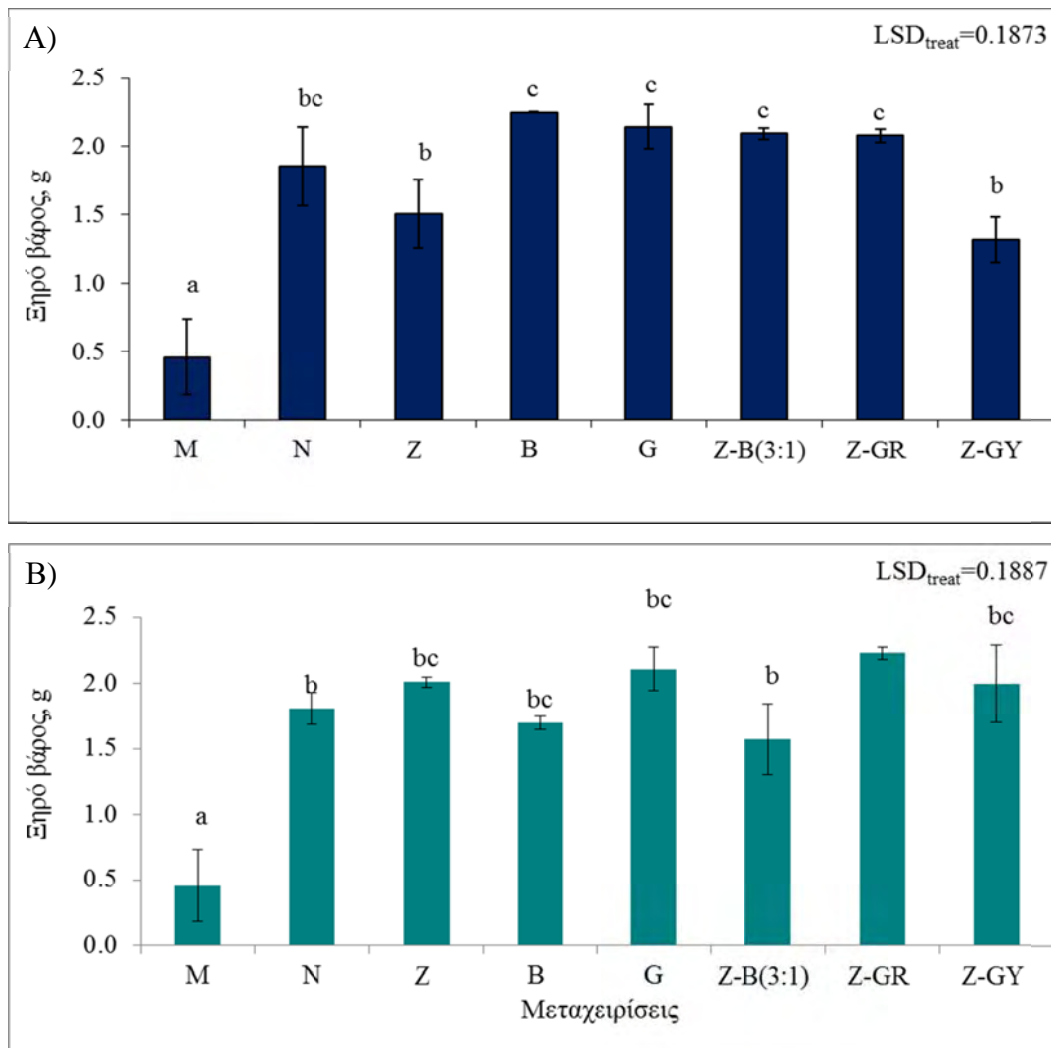 A)
LSDtreat=0.1873
Ξηρό βάρος, g
2.5
2.0
1.5
1.0
0.5
0.0
a
bc
b
c
c
c
c
b
M N Z B G Z-B(3:1) Z-GR Z-GY
B)
LSDtreat=0.1887
Ξηρό βάρος, g
2.5
2.0
1.5
1.0
0.5
0.0
a
b
bc
bc
bc
b
bc
M N Z B G Z-B(3:1) Z-GR Z-GY
Μεταχειρίσεις